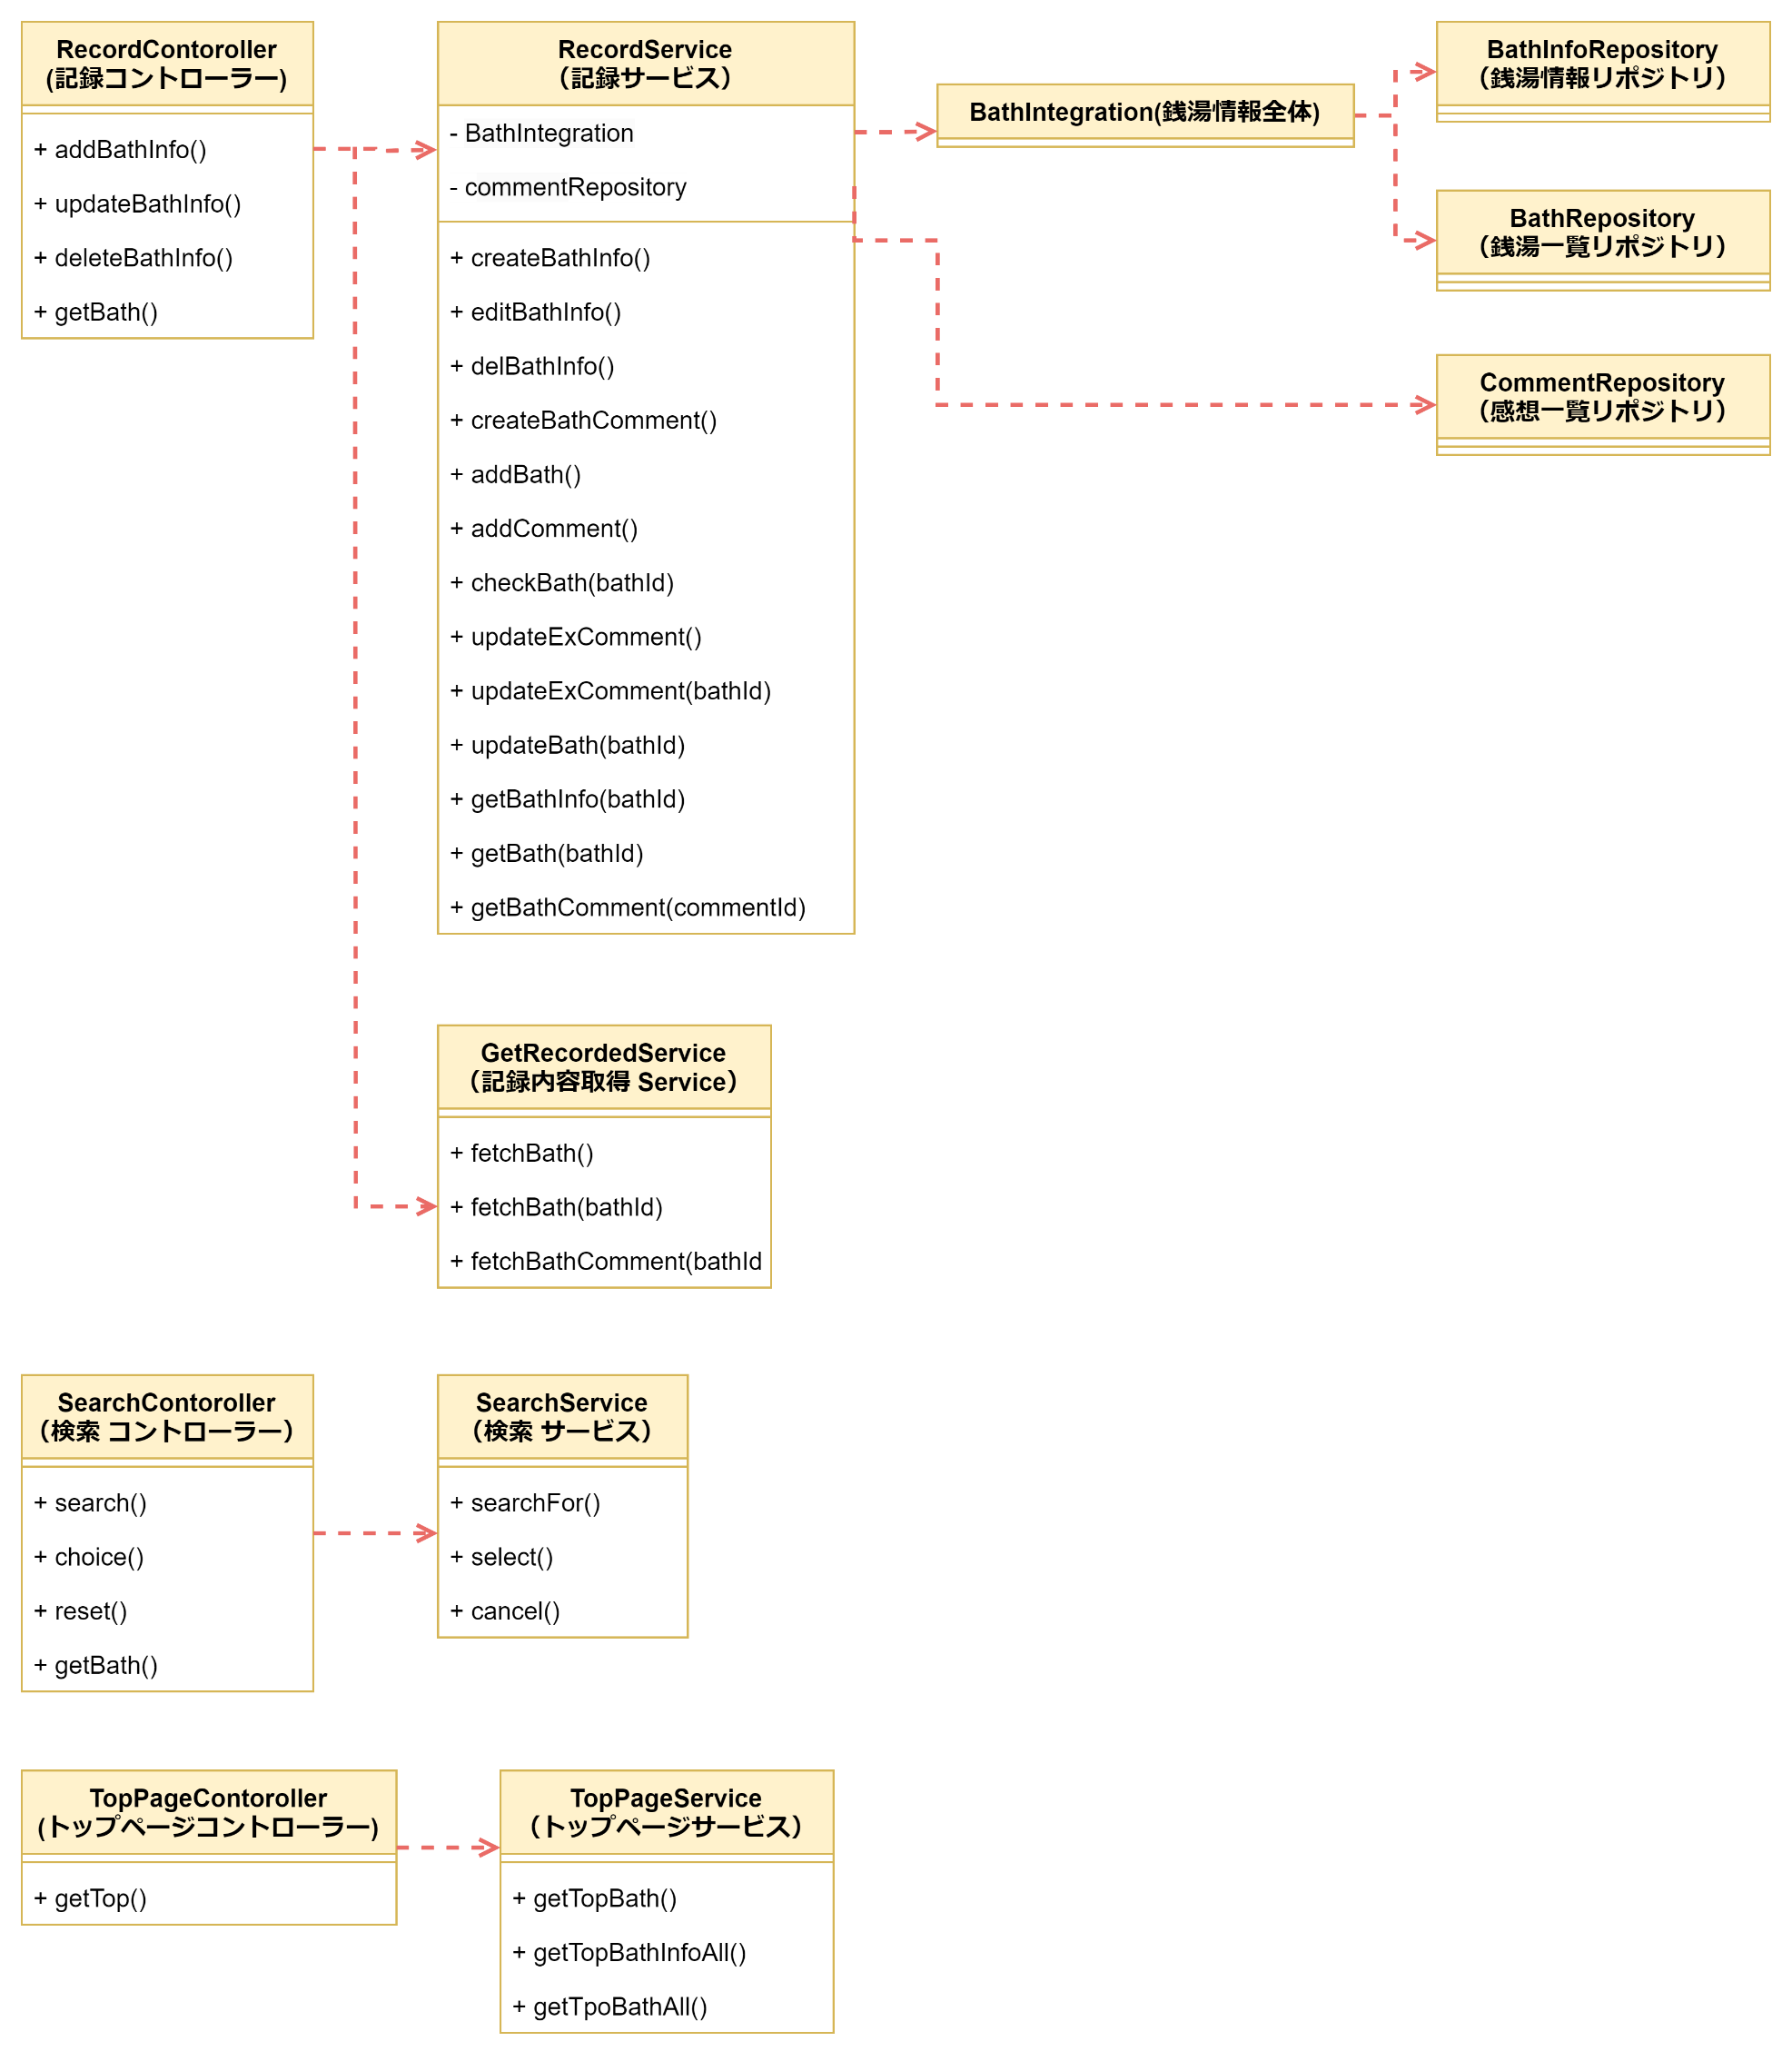 RecordContoroller
(記録コントローラー)
+ addBathInfo()
+ updateBathInfo()
+ deleteBathInfo()
+ getBath()
RecordService
（記録サービス）
- BathIntegration
- commentRepository
+ createBathInfo()
+ editBathInfo()
+ delBathInfo()
+ createBathComment()
+ addBath()
+ addComment()
+ checkBath(bathId)
+ updateExComment()
+ updateExComment(bathId)
+ updateBath(bathId)
+ getBathInfo(bathId)
+ getBath(bathId)
+ getBathComment(commentId)
BathIntegration(銭湯情報全体)
BathInfoRepository
（銭湯情報リポジトリ）
BathRepository
（銭湯一覧リポジトリ）
CommentRepository
（感想一覧リポジトリ）
GetRecordedService
（記録内容取得 Service）
+ fetchBath()
+ fetchBath(bathId)
+ fetchBathComment(bathId
SearchContoroller
（検索 コントローラー）
+ search()
+ choice()
+ reset()
+ getBath()
SearchService
（検索 サービス）
+ searchFor()
+ select()
+ cancel()
TopPageContoroller
(トップページコントローラー)
+ getTop()
TopPageService
（トップページサービス）
+ getTopBath()
+ getTopBathInfoAll()
+ getTpoBathAll()